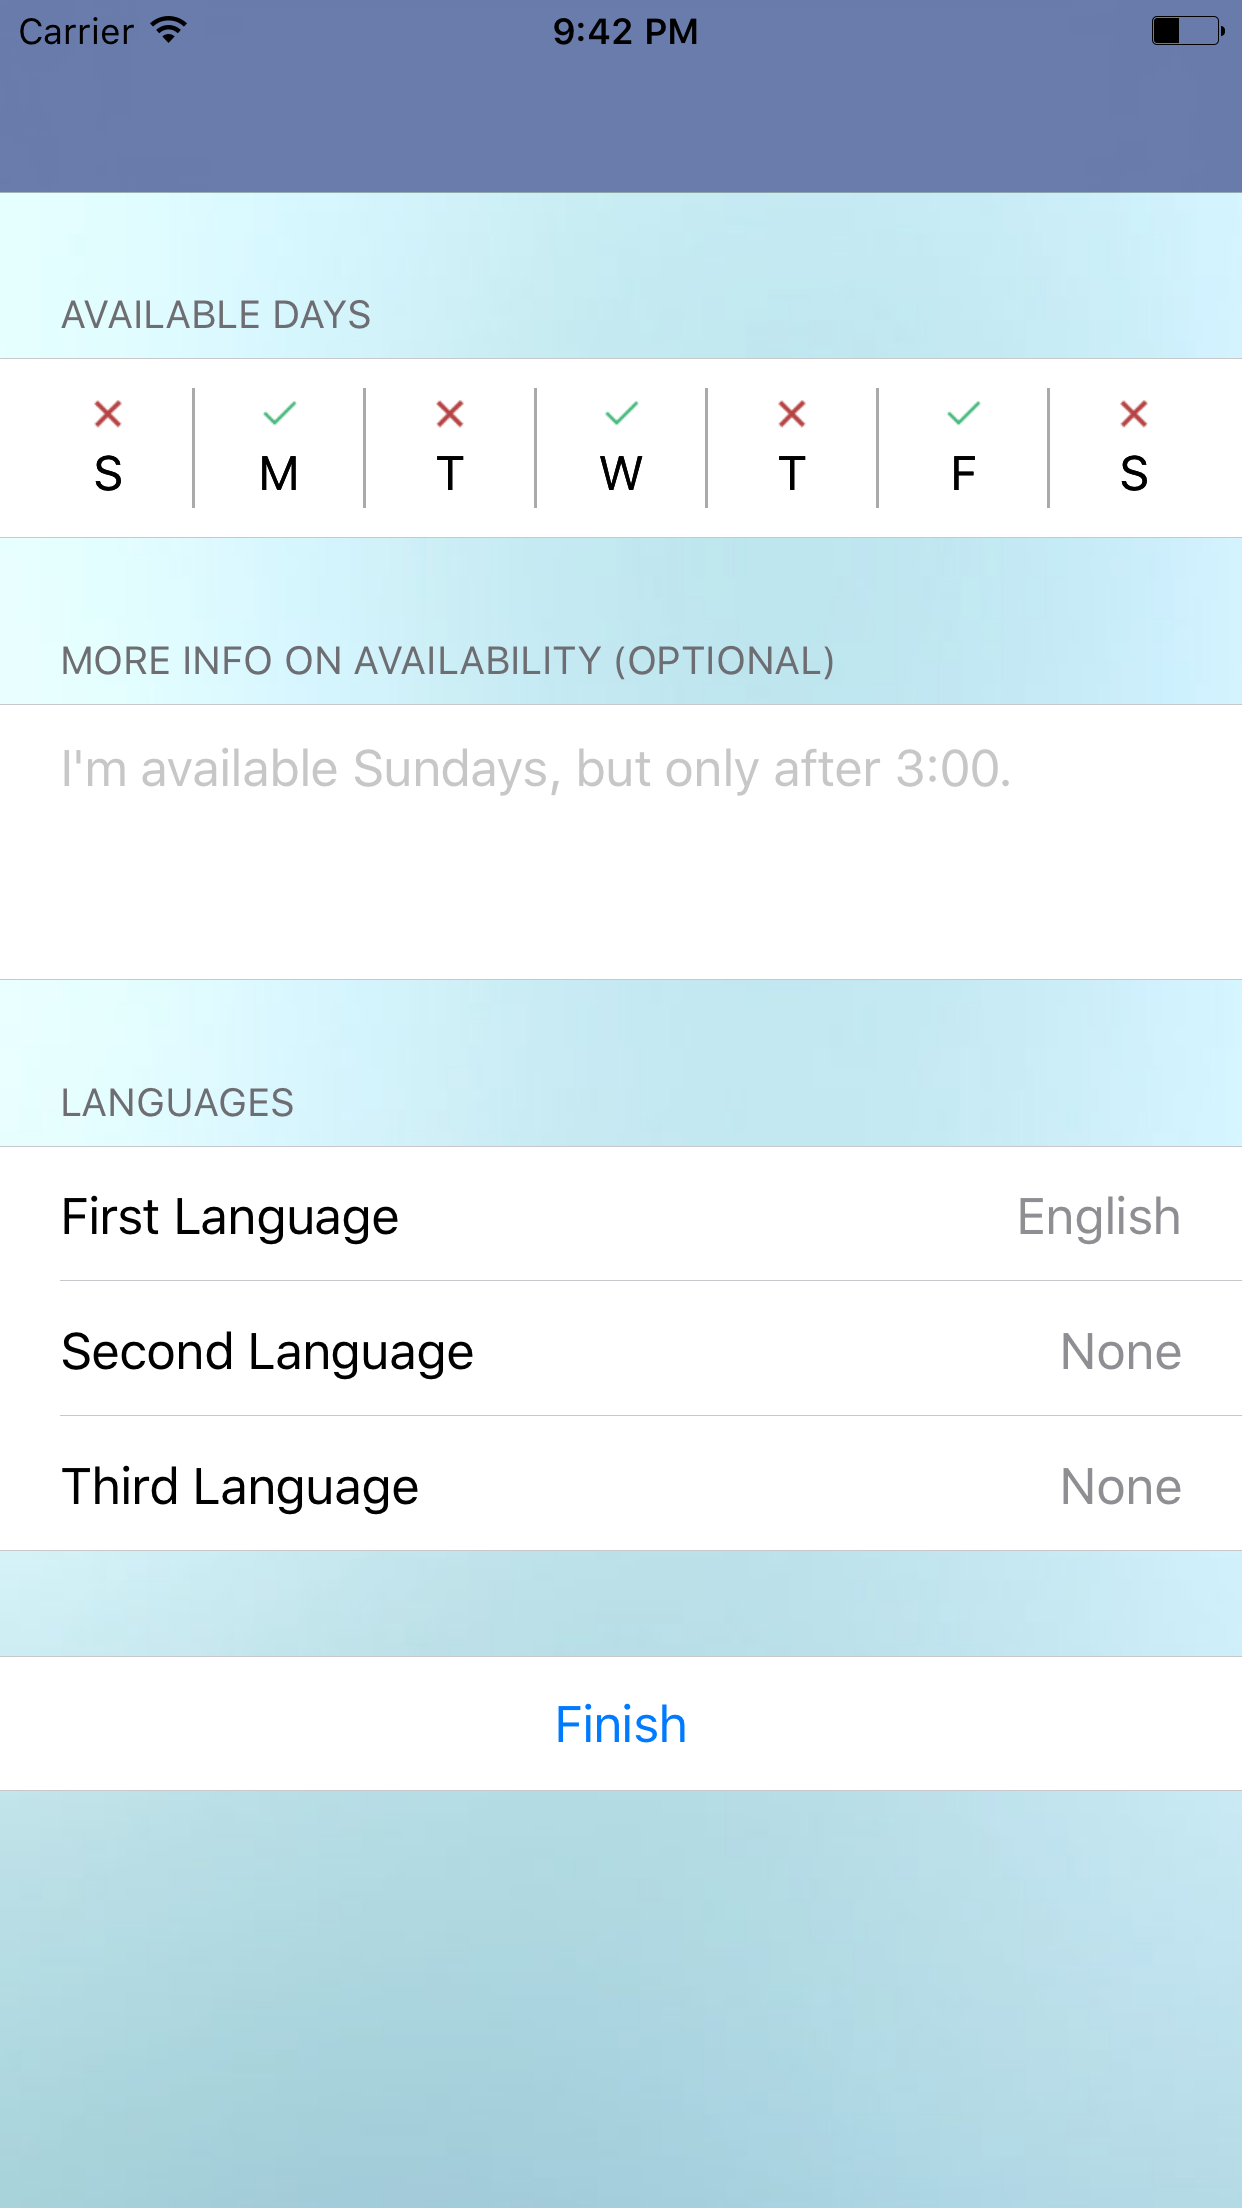 Carrier 9:42 PM
AVAILABLE DAYS
S M T W T F S
MORE INFO ON AVAILABILITY (OPTIONAL)
I'm available Sundays, but only after 3:00.
LANGUAGES
First Language English
Second Language None
Third Language None
Finish